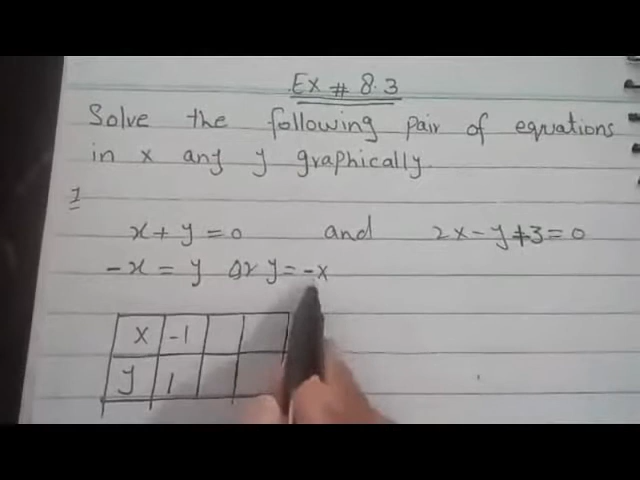 Ex # 8.3
Solve the following pair of equations
in x any y graphically.
1
x + y = 0 and 2x - y + 3 = 0
-x = y or y = -x
x -1
y 1